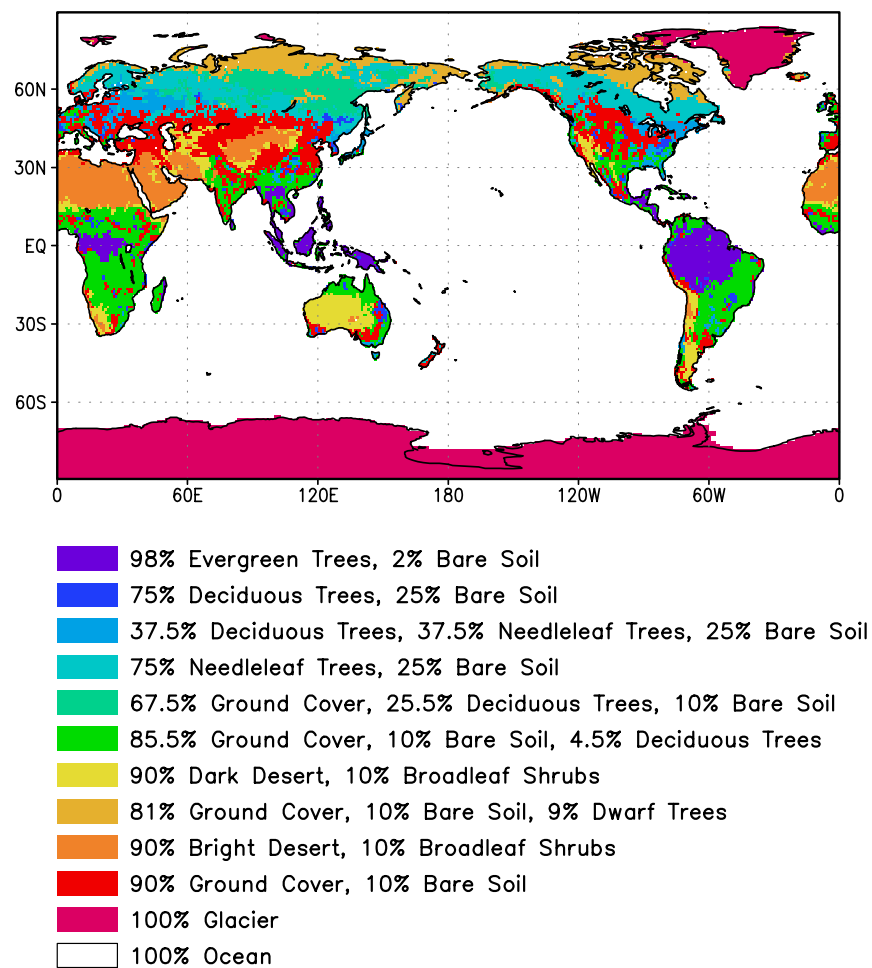 60N
30N
EQ
30S
60S
0 60E 120E 180 120W 60W 0
98% Evergreen Trees, 2% Bare Soil
75% Deciduous Trees, 25% Bare Soil
37.5% Deciduous Trees, 37.5% Needleleaf Trees, 25% Bare Soil
75% Needleleaf Trees, 25% Bare Soil
67.5% Ground Cover, 25.5% Deciduous Trees, 10% Bare Soil
85.5% Ground Cover, 10% Bare Soil, 4.5% Deciduous Trees
90% Dark Desert, 10% Broadleaf Shrubs
81% Ground Cover, 10% Bare Soil, 9% Dwarf Trees
90% Bright Desert, 10% Broadleaf Shrubs
90% Ground Cover, 10% Bare Soil
100% Glacier
100% Ocean